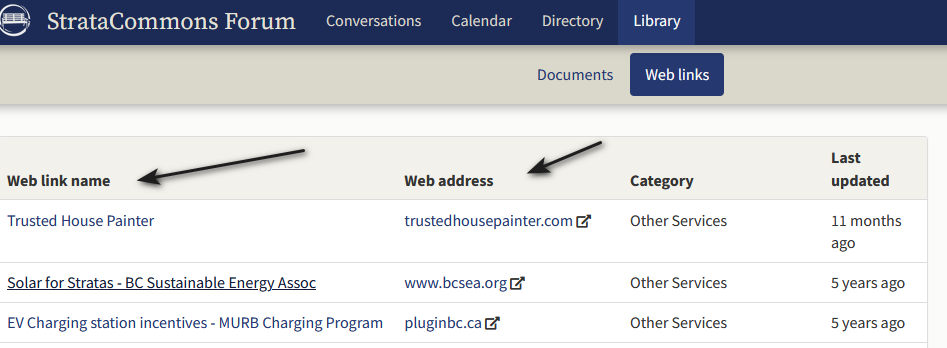 StrataCommons Forum Conversations Calendar Directory Library
Documents Web links
Web link name Web address Category Last updated
Trusted House Painter trustedhousepainter.com Other Services 11 months ago
Solar for Stratas - BC Sustainable Energy Assoc www.bcsea.org Other Services 5 years ago
EV Charging station incentives - MURB Charging Program pluginbc.ca Other Services 5 years ago